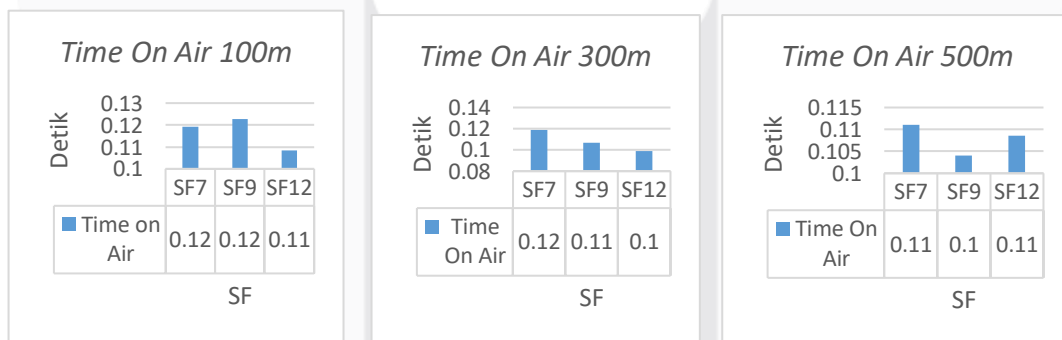 Time On Air 100m
Detik
0.13
0.12
0.11
0.1
SF7 SF9 SF12
Time on Air 0.12 0.12 0.11
SF
Time On Air 300m
Detik
0.14
0.12
0.1
0.08
SF7 SF9 SF12
Time On Air 0.12 0.11 0.1
SF
Time On Air 500m
Detik
0.115
0.11
0.105
0.1
SF7 SF9 SF12
Time On Air 0.11 0.1 0.11
SF